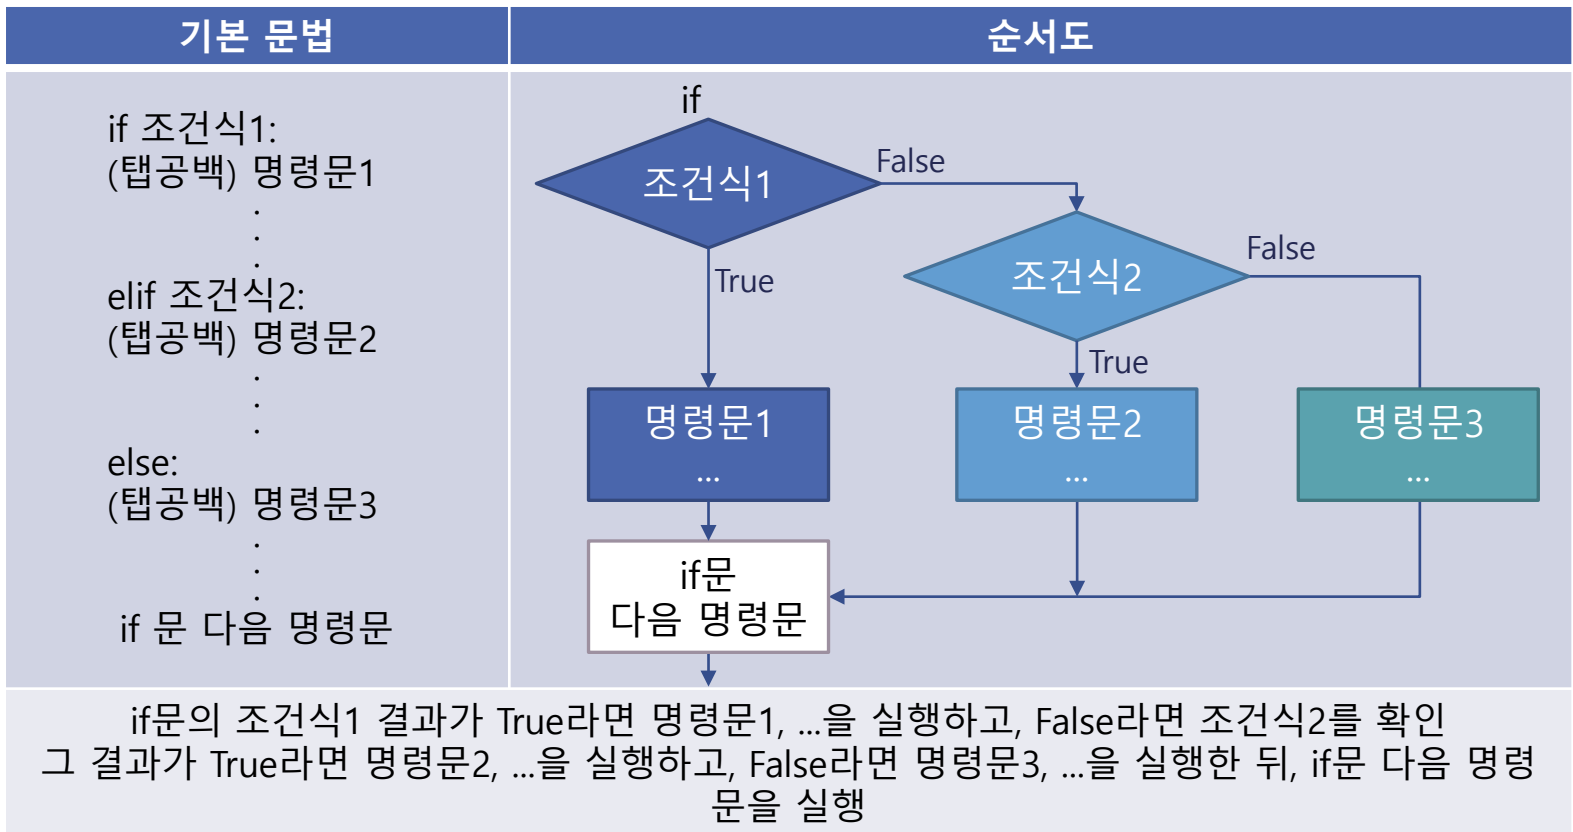 기본 문법
순서도
if 조건식1:
(탭공백) 명령문1
.
.
.
elif 조건식2:
(탭공백) 명령문2
.
.
.
else:
(탭공백) 명령문3
.
.
.
if 문 다음 명령문
if
조건식1
False
True
조건식2
False
True
명령문1
...
명령문2
...
명령문3
...
if문
다음 명령문
if문의 조건식1 결과가 True라면 명령문1, ...을 실행하고, False라면 조건식2를 확인
그 결과가 True라면 명령문2, ...을 실행하고, False라면 명령문3, ...을 실행한 뒤, if문 다음 명령
문을 실행